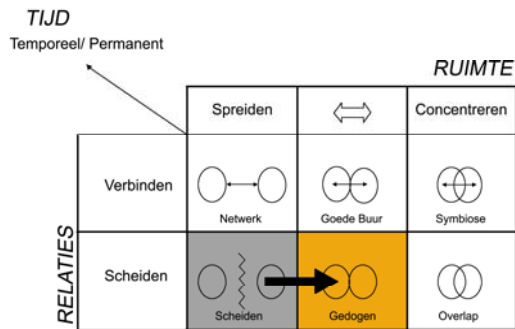 TIJD
Temporeel/ Permanent
RUIMTE
Spreiden
Concentreren
RELATIES
Verbinden
Netwerk
Goede Buur
Symbiose
Scheiden
Scheiden
Gedogen
Overlap